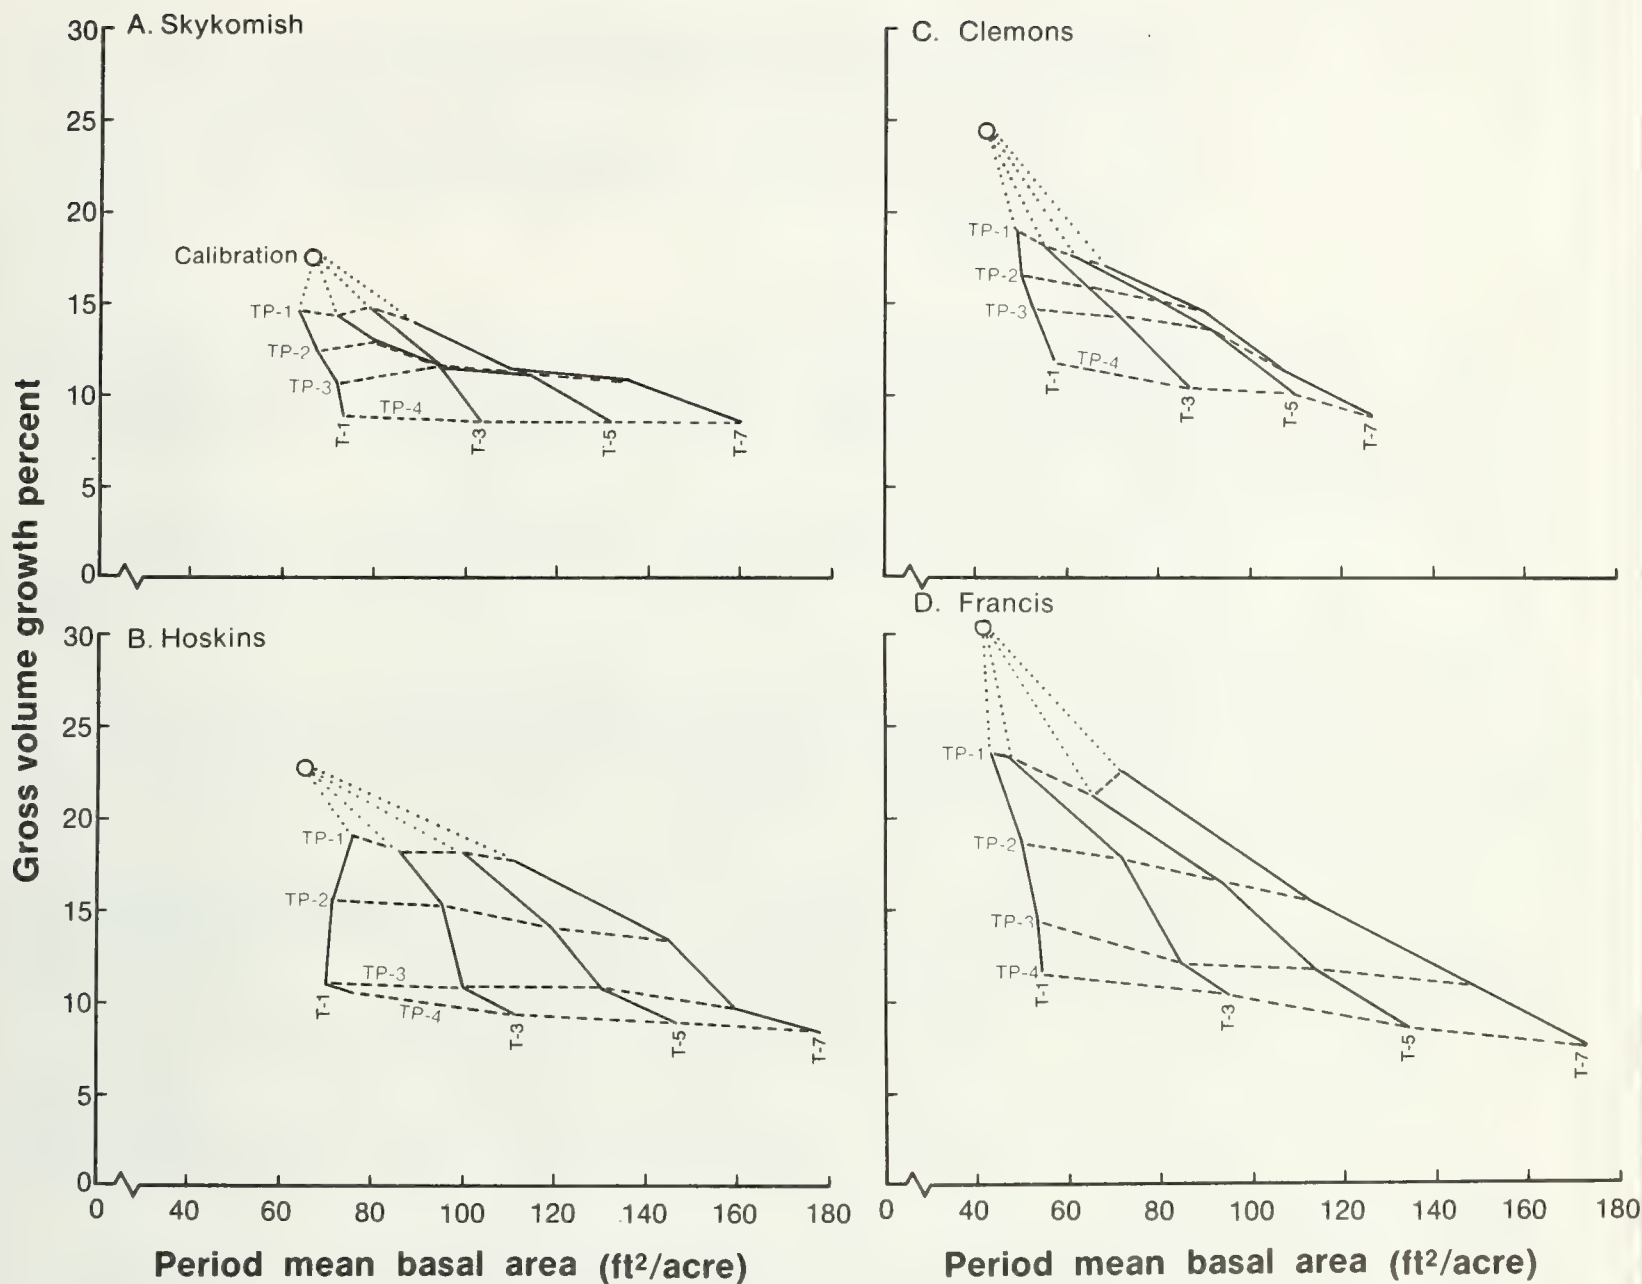 Gross volume growth percent
A. Skykomish
30
25
20
15
10
5
0
Calibration
TP-1
TP-2
TP-3
TP-4
T-1
T-3
T-5
T-7
C. Clemons
TP-1
TP-2
TP-3
TP-4
T-1
T-3
T-5
T-7
B. Hoskins
30
25
20
15
10
5
0
TP-1
TP-2
TP-3
TP-4
T-1
T-3
T-5
T-7
0 40 60 80 100 120 140 160 180
Period mean basal area (ft²/acre)
D. Francis
TP-1
TP-2
TP-3
TP-4
T-1
T-3
T-5
T-7
0 40 60 80 100 120 140 160 180
Period mean basal area (ft²/acre)